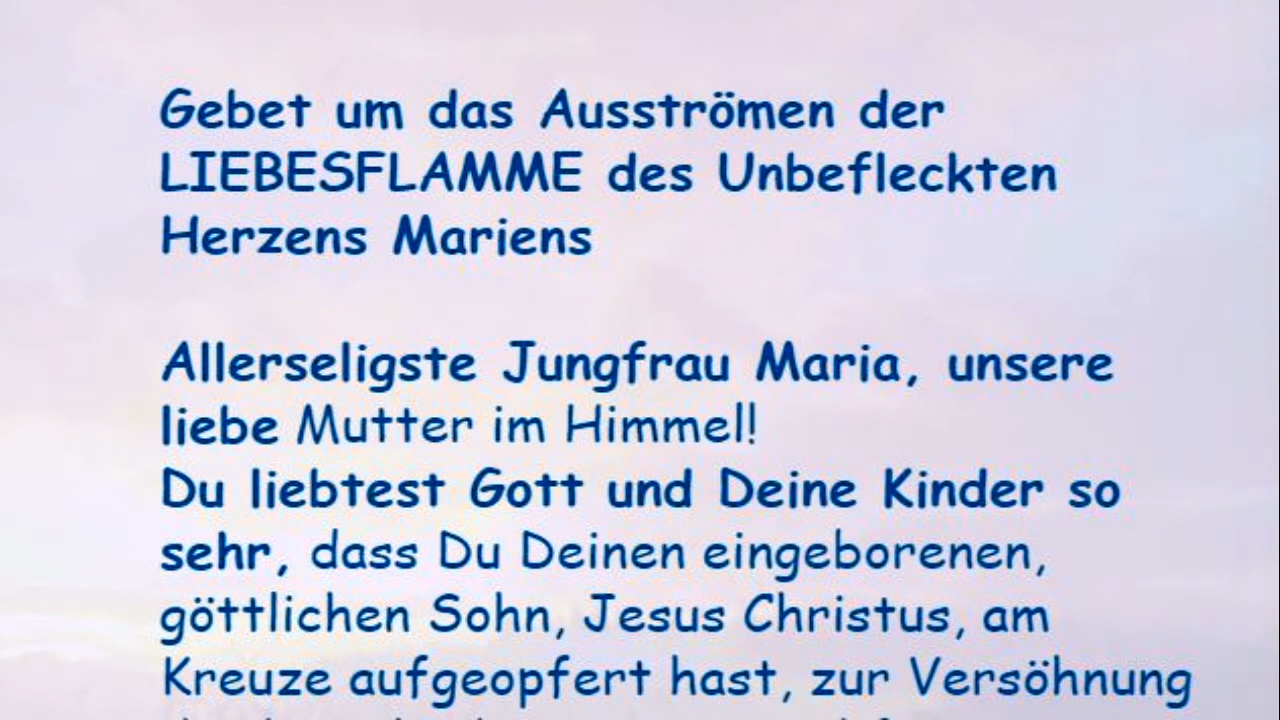 Gebet um das Ausströmen der
LIEBESFLAMME des Unbefleckten
Herzens Mariens
Allerseligste Jungfrau Maria, unsere
liebe Mutter im Himmel!
Du liebtest Gott und Deine Kinder so
sehr, dass Du Deinen eingeborenen,
göttlichen Sohn, Jesus Christus, am
Kreuze aufgeopfert hast, zur Versöhnung